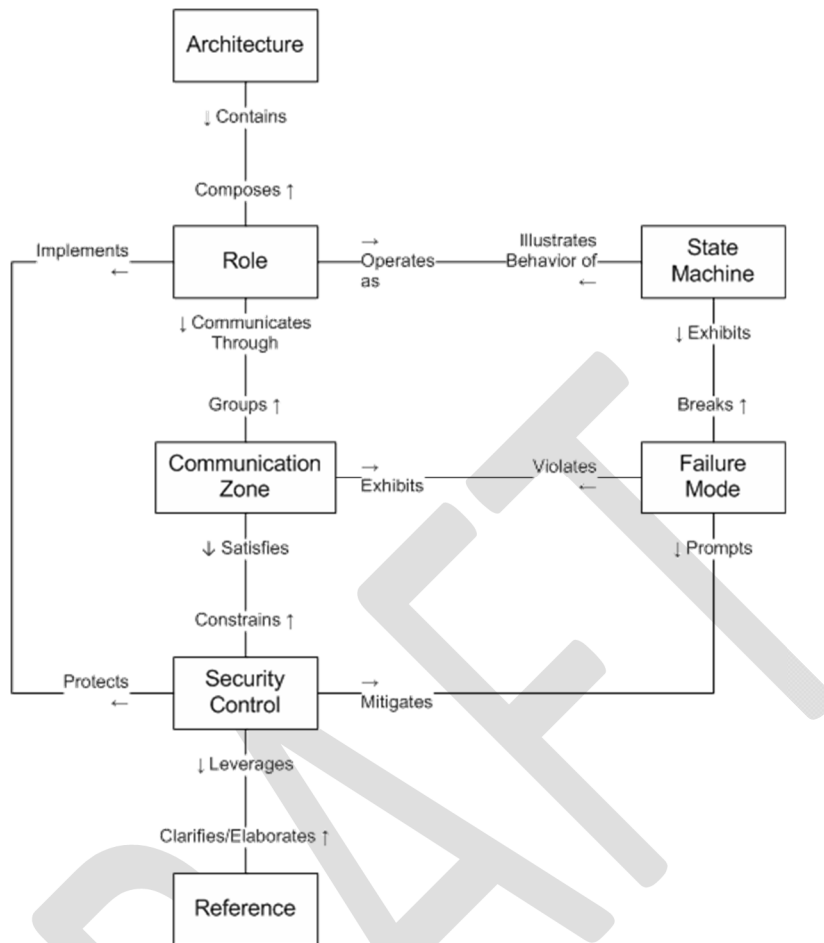 Architecture
↓ Contains
Composes ↑
Implements
←
Role
→
Operates
as
Illustrates
Behavior of
←
State
Machine
↓ Communicates
Through
↓ Exhibits
Groups ↑
Breaks ↑
Communication
Zone
→
Exhibits
Violates
←
Failure
Mode
↓ Satisfies
↓ Prompts
Constrains ↑
Protects
←
Security
Control
→
Mitigates
↓ Leverages
Clarifies/Elaborates ↑
Reference
DRAFT